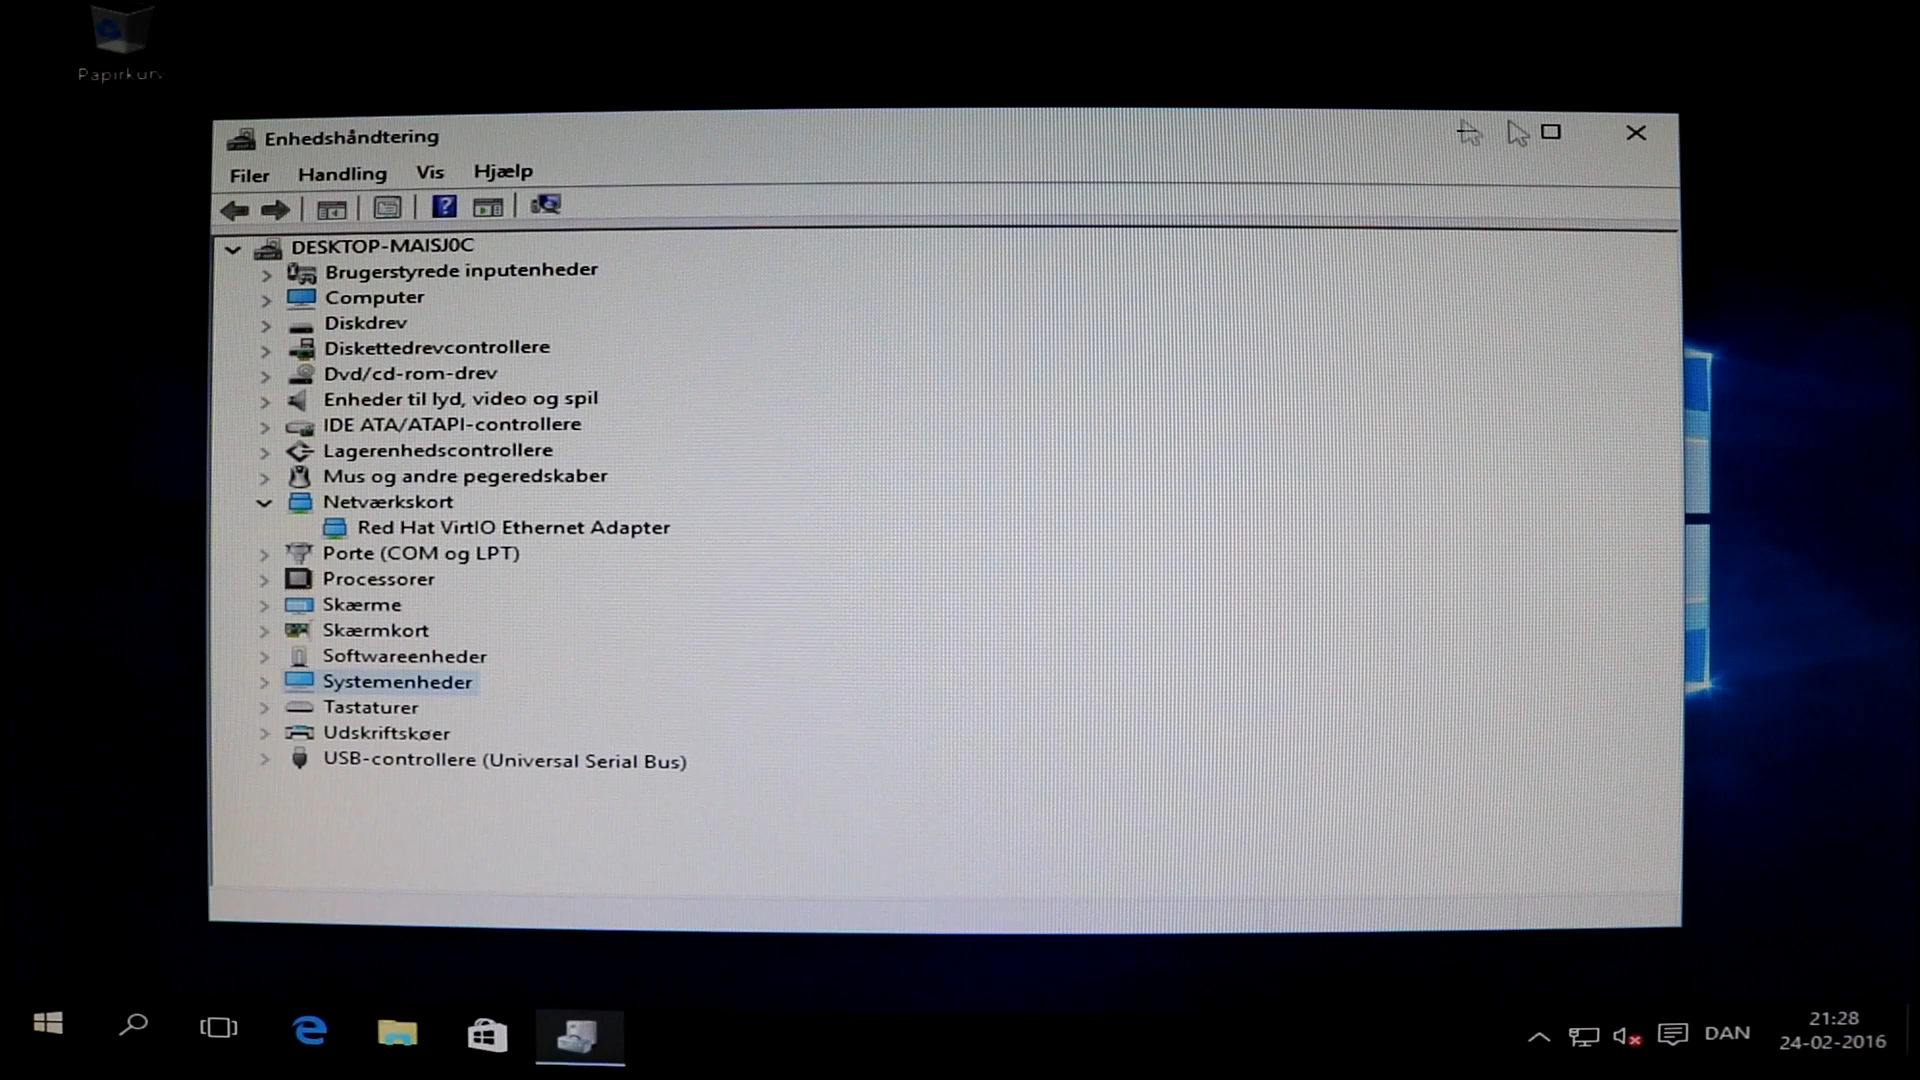 Papirkurv
Enhedshåndtering
Filer Handling Vis Hjælp
DESKTOP-MAISJ0C
Brugerstyrede inputenheder
Computer
Diskdrev
Diskettedrevcontrollere
Dvd/cd-rom-drev
Enheder til lyd, video og spil
IDE ATA/ATAPI-controllere
Lagerenhedscontrollere
Mus og andre pegeredskaber
Netværkskort
Red Hat VirtIO Ethernet Adapter
Porte (COM og LPT)
Processorer
Skærme
Skærmkort
Softwareenheder
Systemenheder
Tastaturer
Udskriftskøer
USB-controllere (Universal Serial Bus)
DAN
21:28
24-02-2016